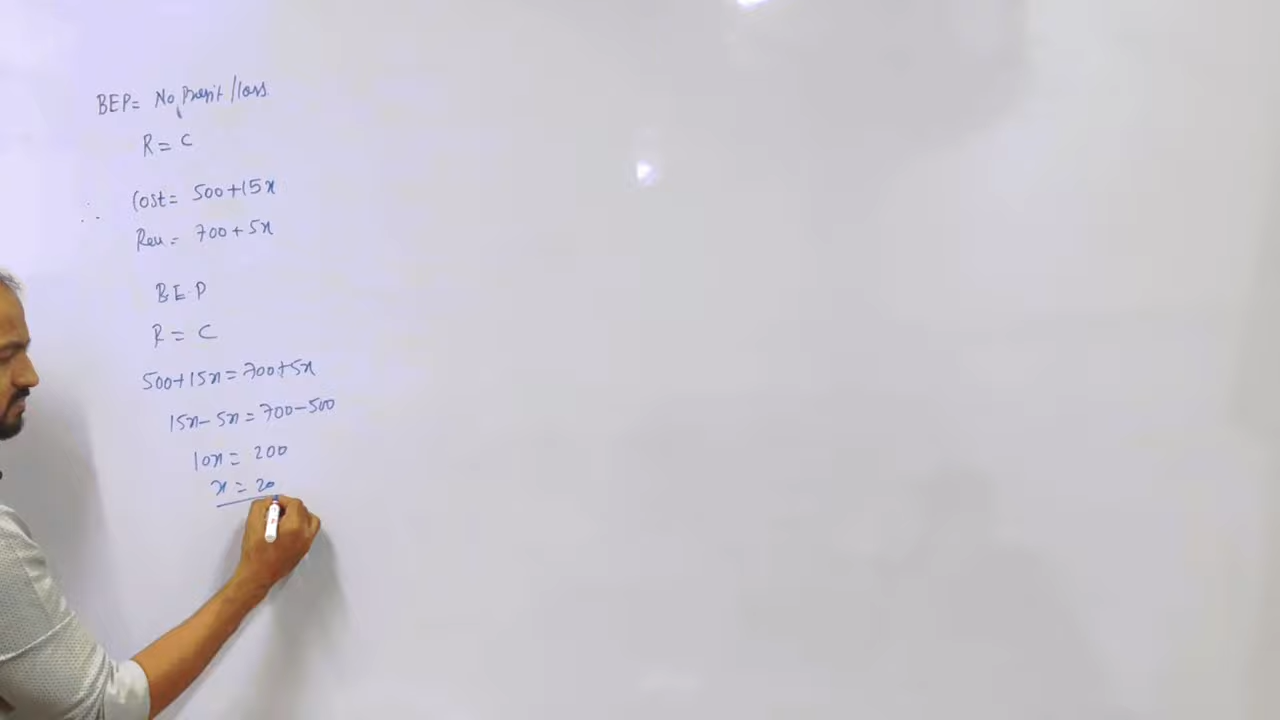 BEP= No Profit /loss
R = C
∴ Cost = 500+15x
Reu = 700 + 5x
B.E.P
R = C
500+15x = 700+5x
15x - 5x = 700-500
10x = 200
x = 20